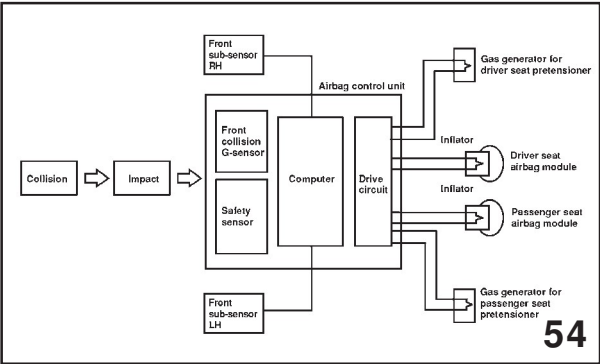 Front
sub-sensor
RH
Airbag control unit
Gas generator for
driver seat pretensioner
Front
collision
G-sensor
Inflator
Driver seat
airbag module
Collision
Impact
Computer
Drive
circuit
Inflator
Safety
sensor
Passenger seat
airbag module
Front
sub-sensor
LH
Gas generator for
passenger seat
pretensioner
54